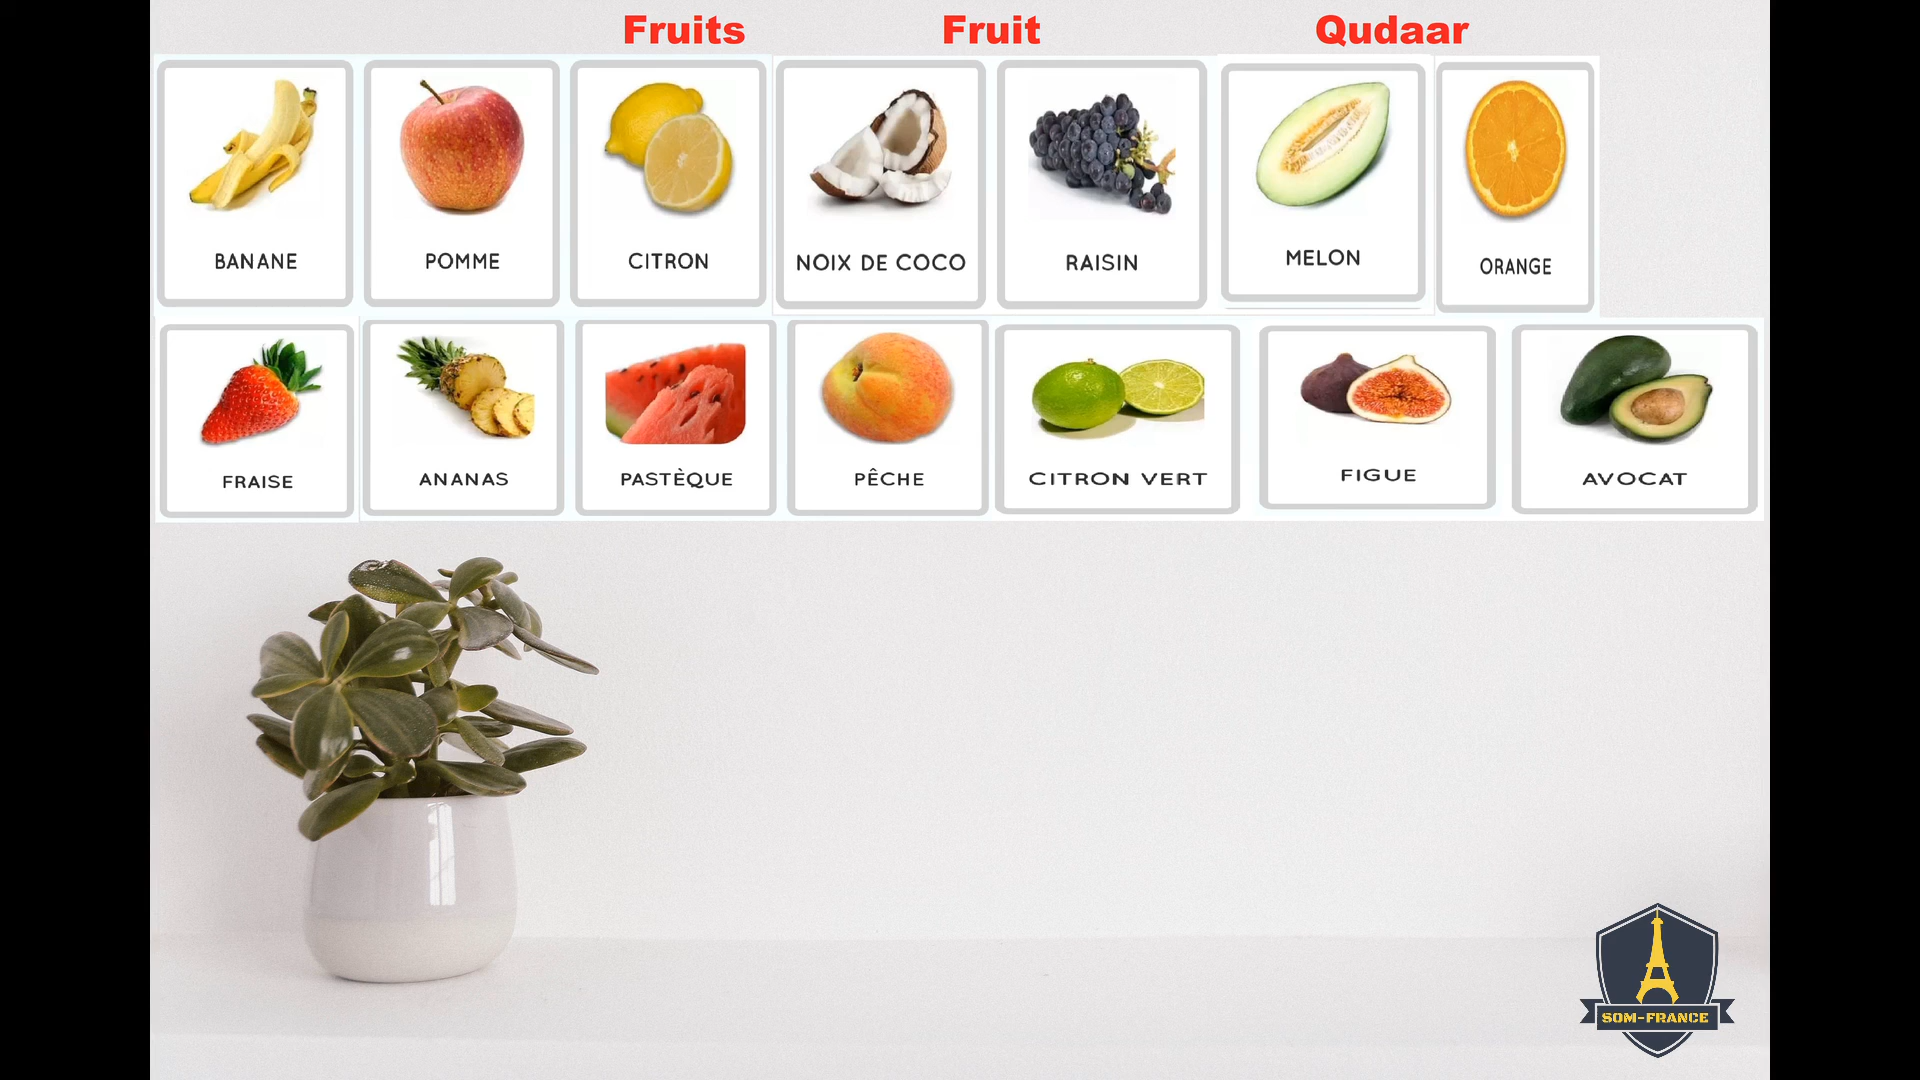 Fruits Fruit Qudaar
BANANE POMME CITRON NOIX DE COCO RAISIN MELON ORANGE
FRAISE ANANAS PASTÈQUE PÊCHE CITRON VERT FIGUE AVOCAT
SOM-FRANCE